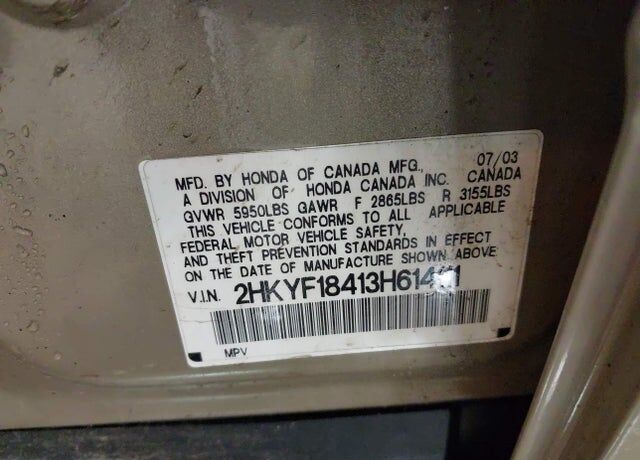 MFD. BY HONDA OF CANADA MFG., 07/03
A DIVISION OF HONDA CANADA INC. CANADA
GVWR 5950LBS GAWR F 2865LBS R 3155LBS
THIS VEHICLE CONFORMS TO ALL APPLICABLE
FEDERAL MOTOR VEHICLE SAFETY,
AND THEFT PREVENTION STANDARDS IN EFFECT
ON THE DATE OF MANUFACTURE SHOWN ABOVE
V.I.N.
MPV